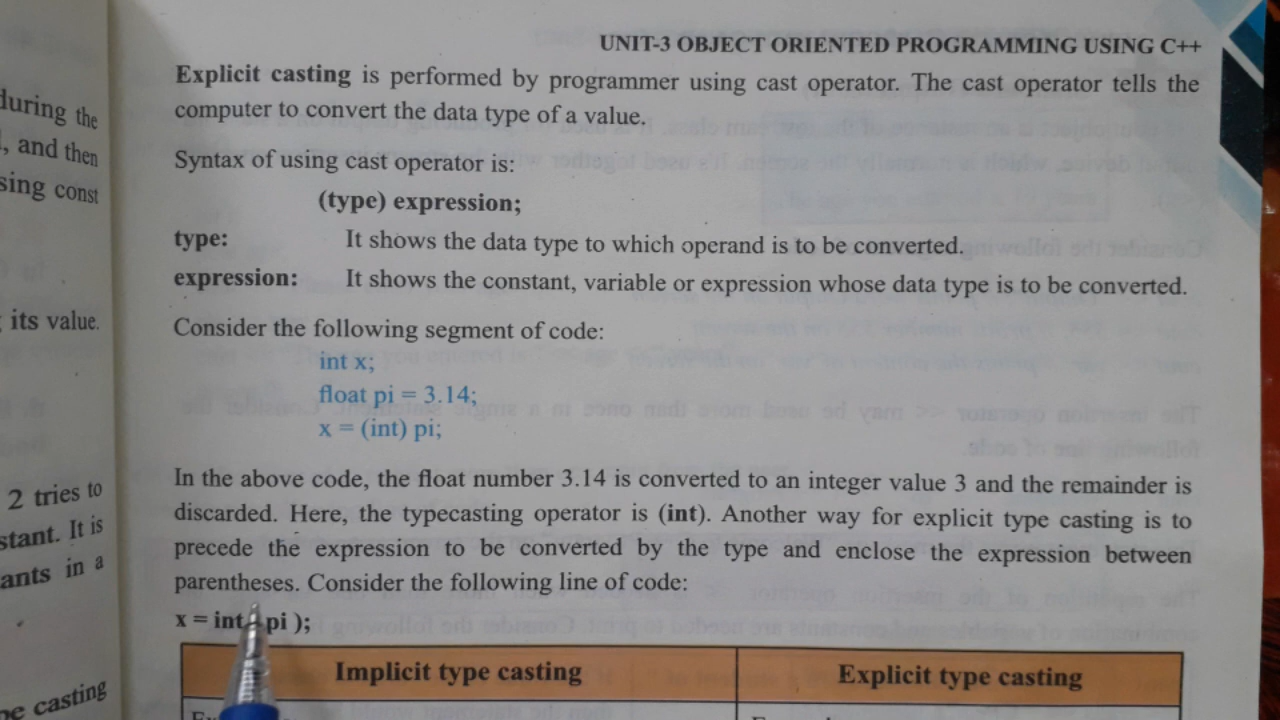 during the
, and then
sing const
its value.
2 tries to
stant. It is
ants in a
pe casting
UNIT-3 OBJECT ORIENTED PROGRAMMING USING C++
Explicit casting is performed by programmer using cast operator. The cast operator tells the
computer to convert the data type of a value.
Syntax of using cast operator is:
(type) expression;
type: It shows the data type to which operand is to be converted.
expression: It shows the constant, variable or expression whose data type is to be converted.
Consider the following segment of code:
int x;
float pi = 3.14;
x = (int) pi;
In the above code, the float number 3.14 is converted to an integer value 3 and the remainder is
discarded. Here, the typecasting operator is (int). Another way for explicit type casting is to
precede the expression to be converted by the type and enclose the expression between
parentheses. Consider the following line of code:
x = int pi );
Implicit type casting Explicit type casting